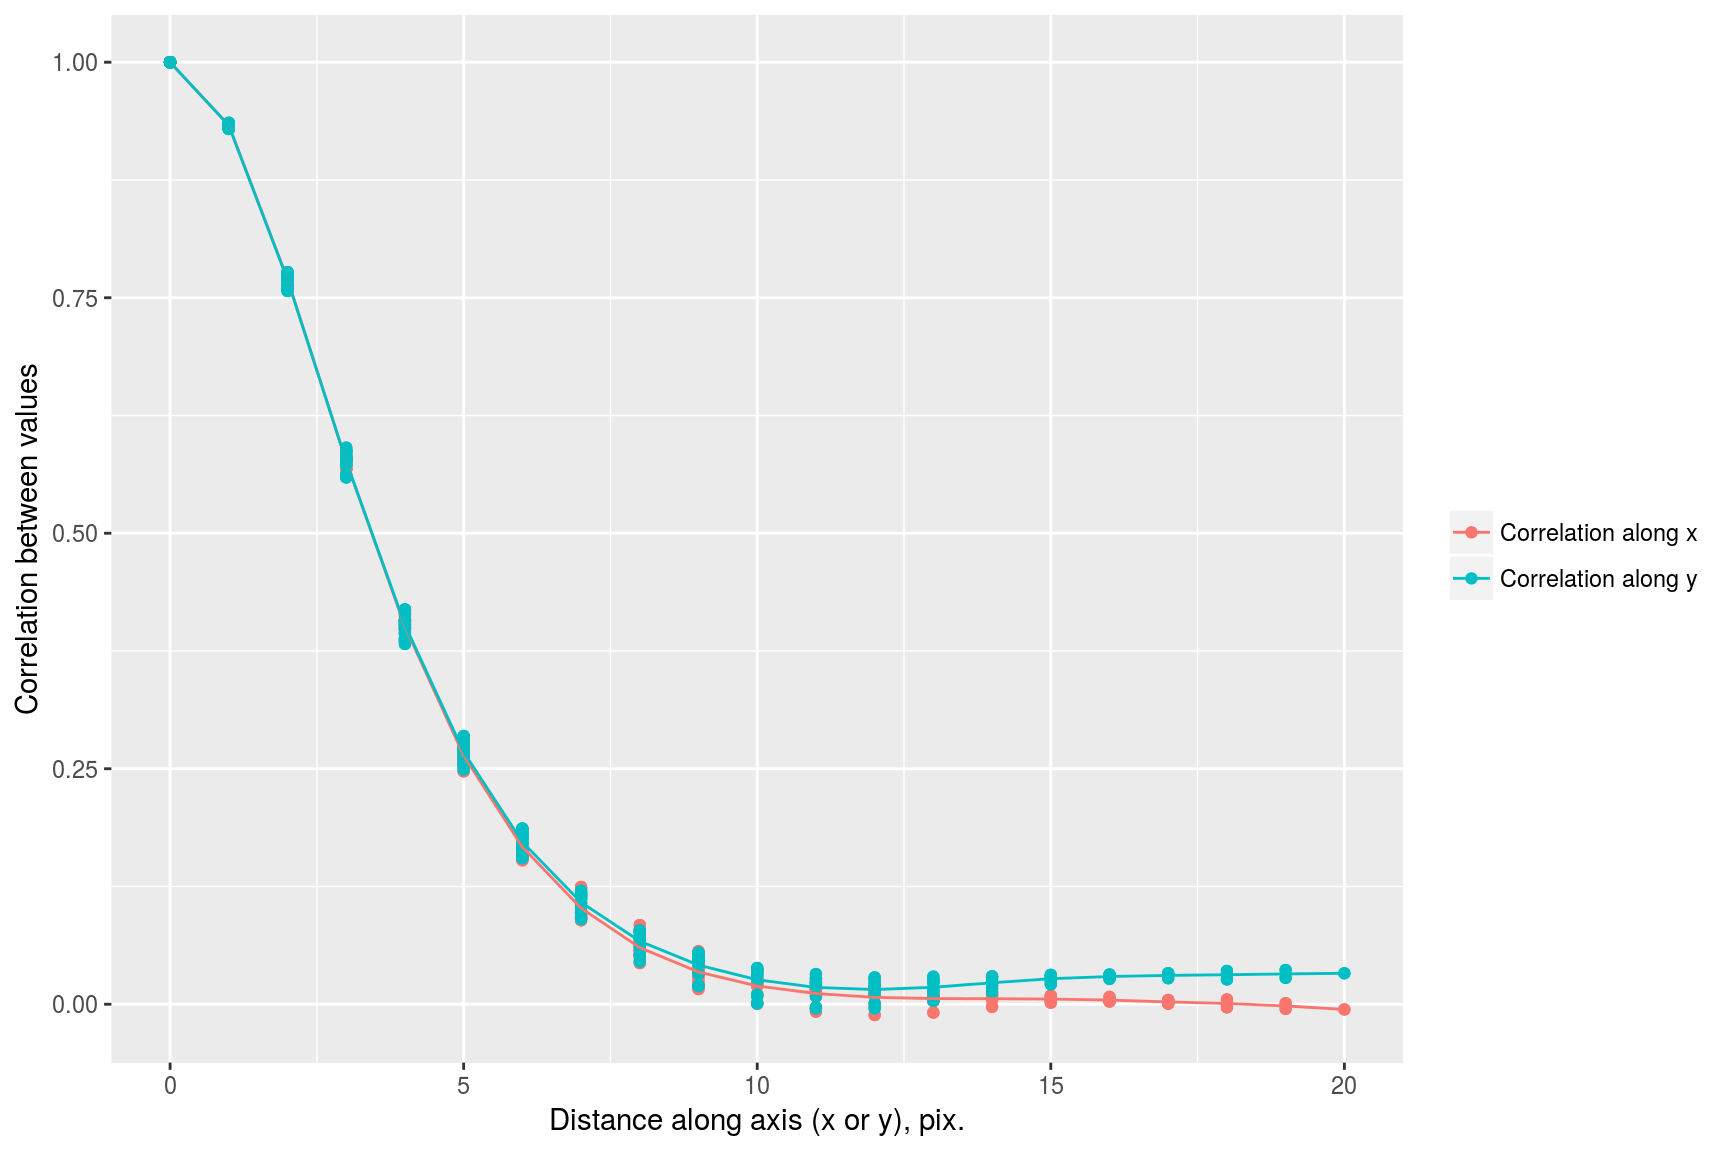 Correlation between values
1.00
0.75
0.50
0.25
0.00
0 5 10 15 20
Distance along axis (x or y), pix.
Correlation along x
Correlation along y